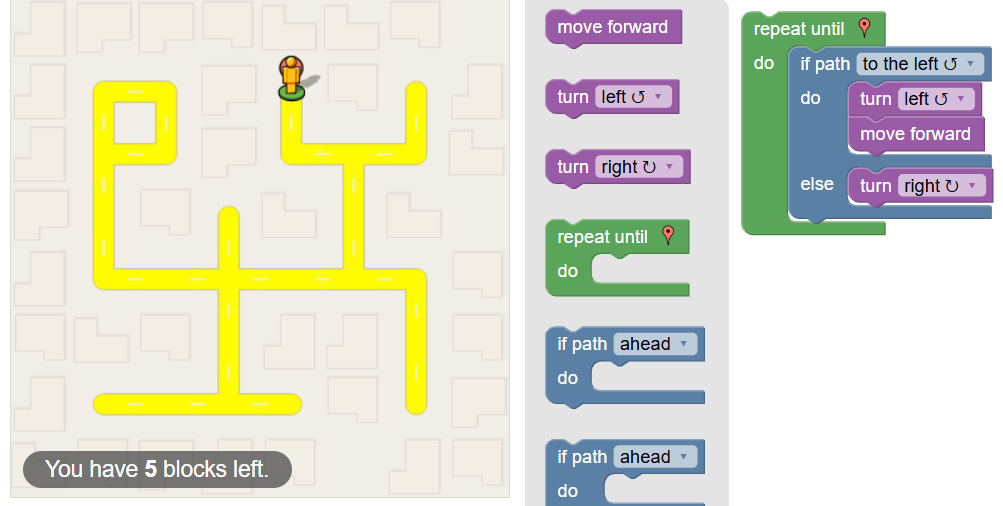 move forward
turn left ↺
turn right ↻
repeat until
do
if path ahead
do
if path ahead
do
repeat until
do if path to the left ↺
do turn left ↺
move forward
else turn right ↻
You have 5 blocks left.